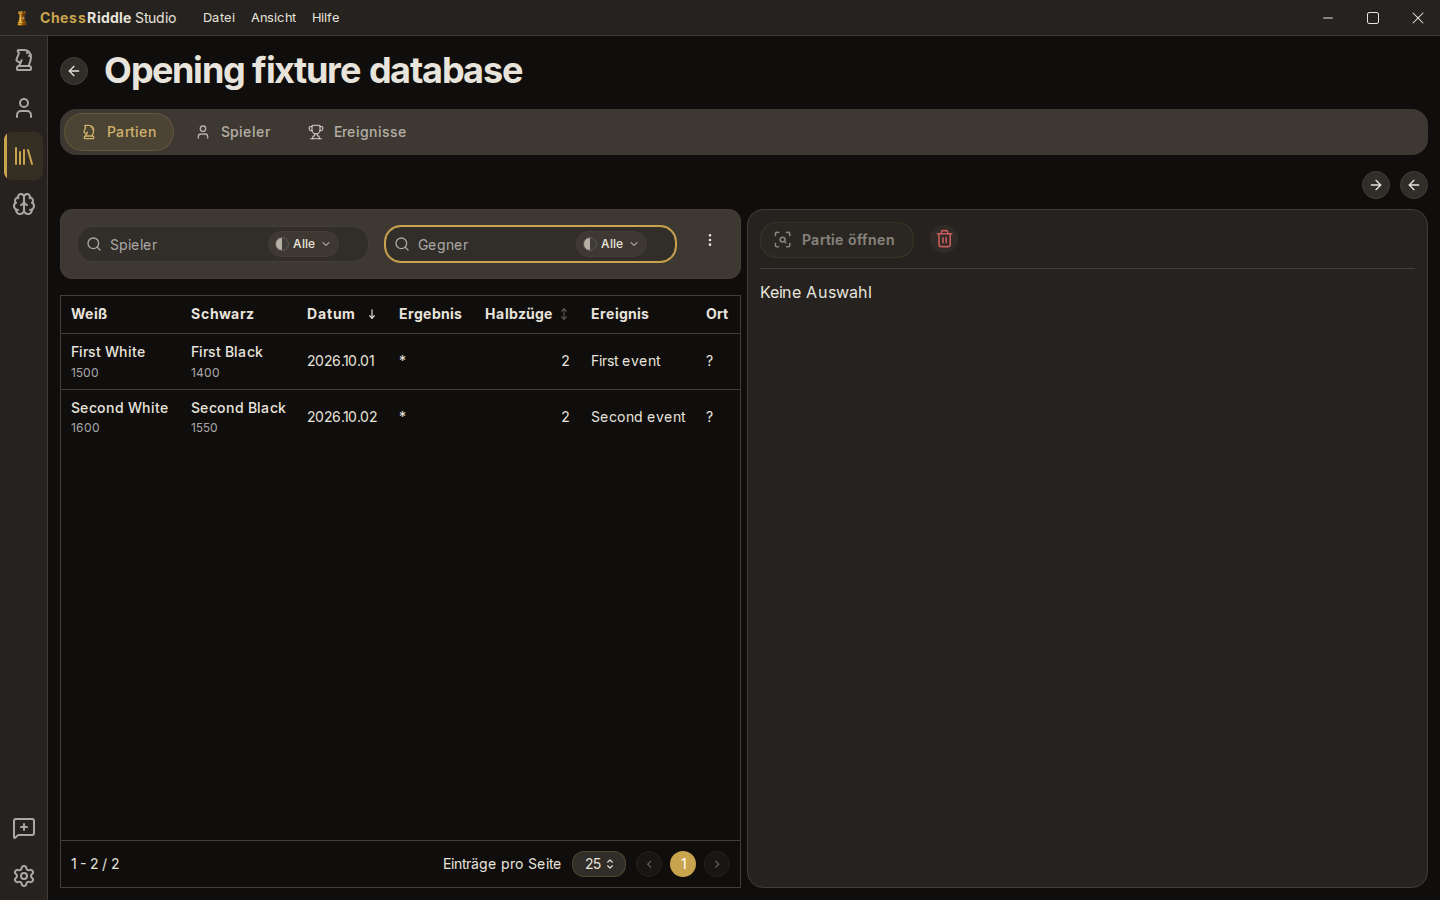 ChessRiddle Studio Datei Ansicht Hilfe
Opening fixture database
Partien Spieler Ereignisse
Spieler Alle Gegner Alle
Partie öffnen
Keine Auswahl
Weiß Schwarz Datum Ergebnis Halbzüge Ereignis Ort
First White First Black 2026.10.01 * 2 First event ?
1500 1400
Second White Second Black 2026.10.02 * 2 Second event ?
1600 1550
1 - 2 / 2 Einträge pro Seite 25 1